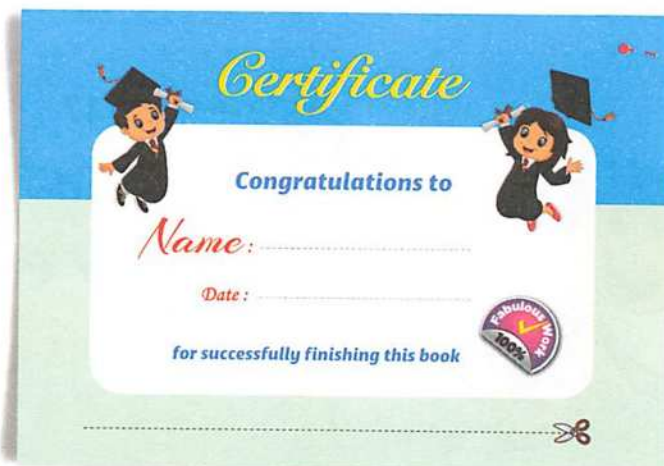 Certificate
Congratulations to
Name :
Date :
for successfully finishing this book
Fabulous Work
100%